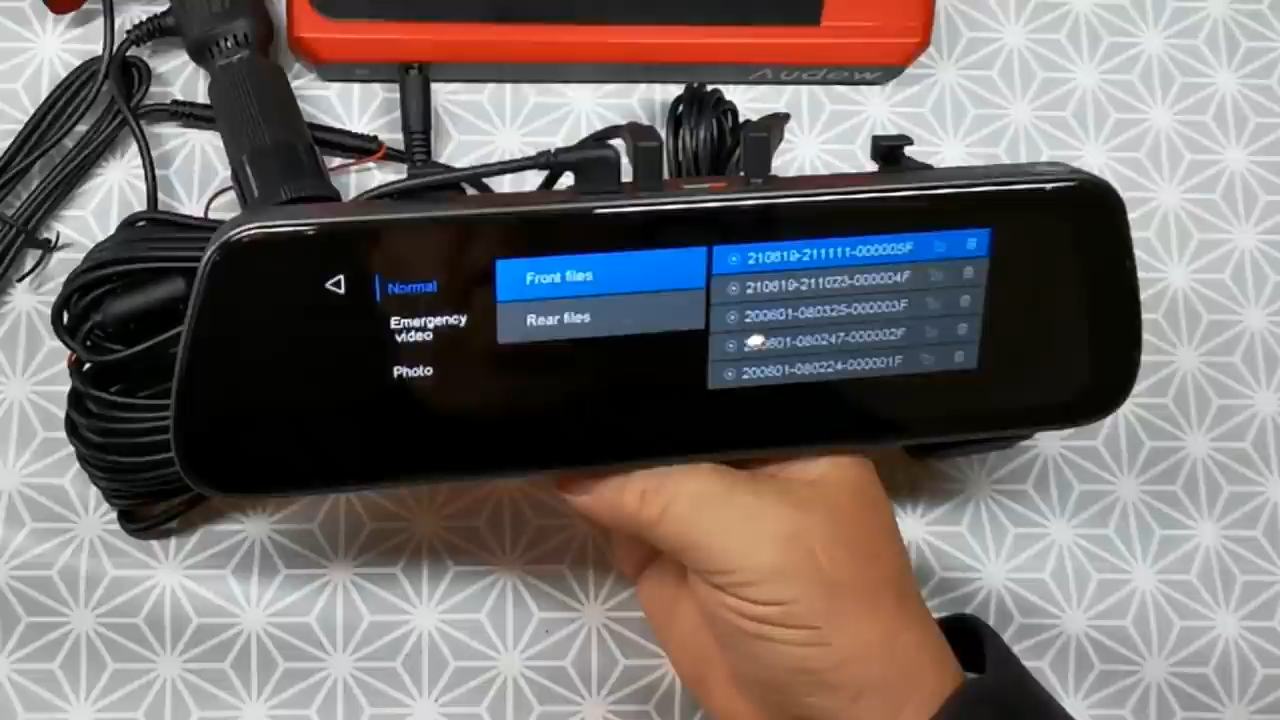 Audew
Normal
Emergency
video
Photo
Front files
Rear files
210619-211111-000005F
210619-211023-000004F
200601-080325-000003F
601-080247-000002F
200601-080224-000001F